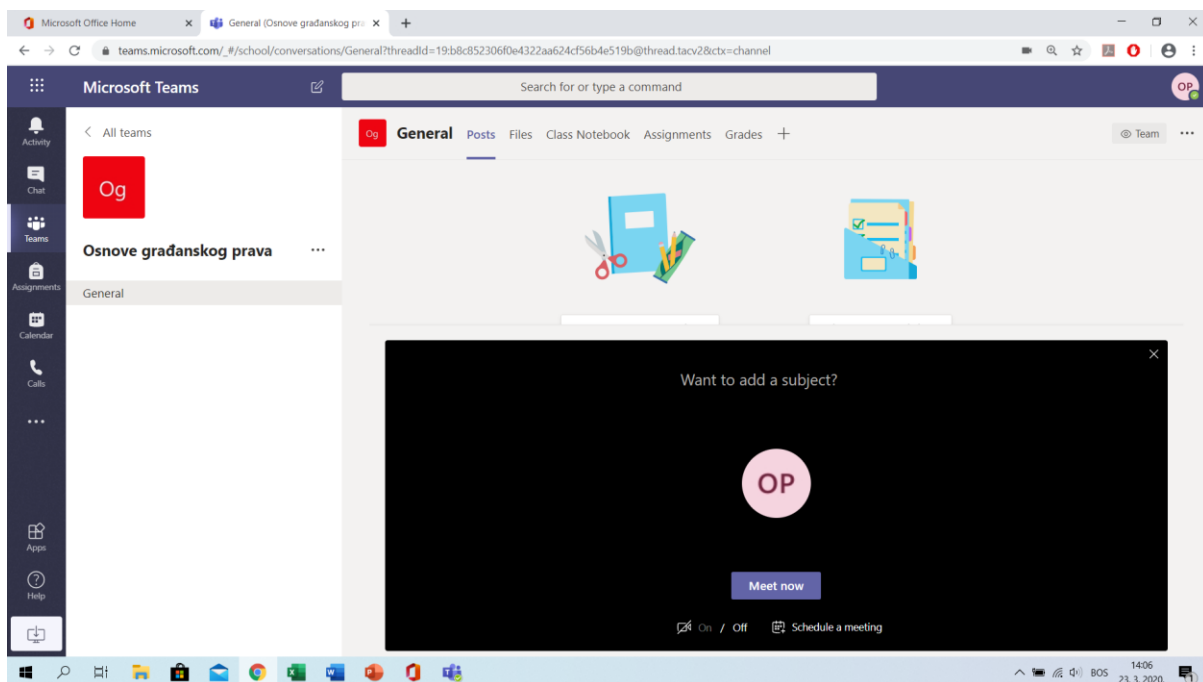 Microsoft Office Home
General (Osnove građanskog pra
teams.microsoft.com/_#/school/conversations/General?threadId=19:b8c852306f0e4322aa624cf56b4e519b@thread.tacv2&ctx=channel
Microsoft Teams
Search for or type a command
OP
Activity
Chat
Teams
Assignments
Calendar
Calls
Apps
Help
All teams
Og
Osnove građanskog prava
General
Og General Posts Files Class Notebook Assignments Grades
Team
Want to add a subject?
OP
Meet now
On / Off Schedule a meeting
BOS
14:06
23. 3. 2020.